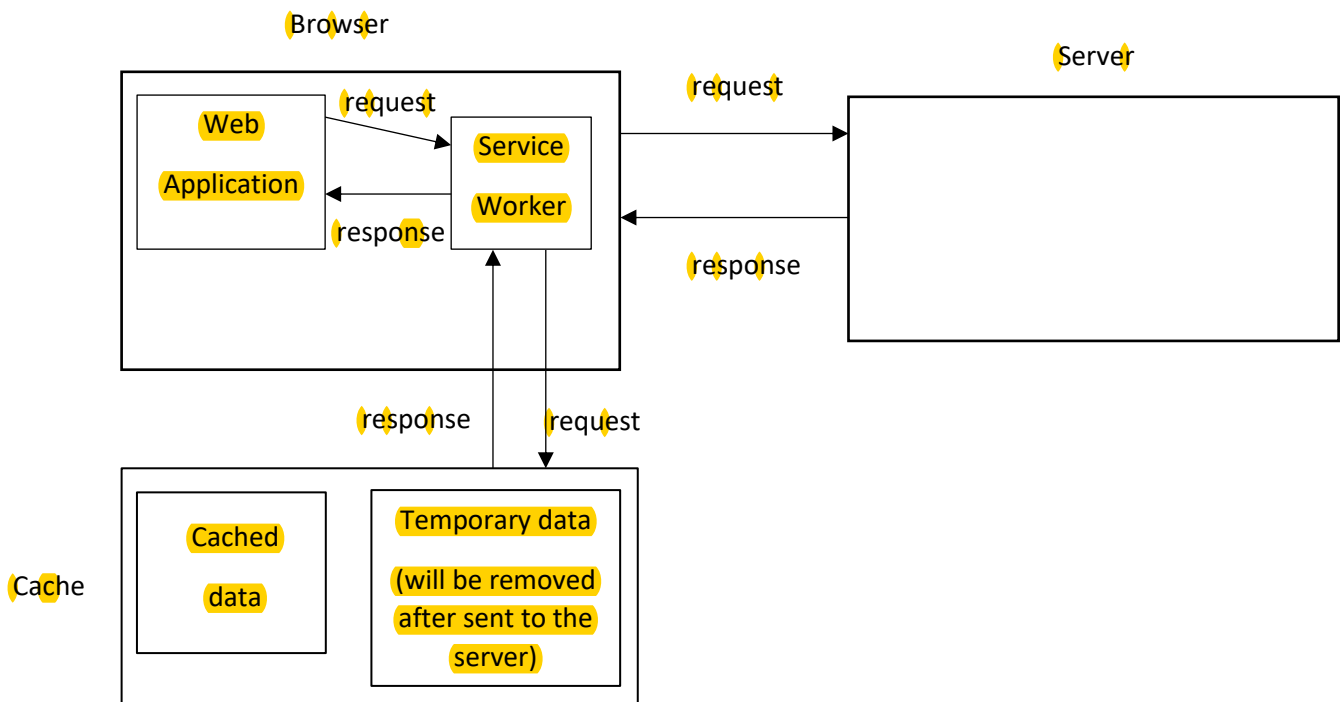 Browser
Server
request
request
Web
Application
Service
Worker
response
response
response
request
Cache
Cached
data
Temporary data
(will be removed
after sent to the
server)